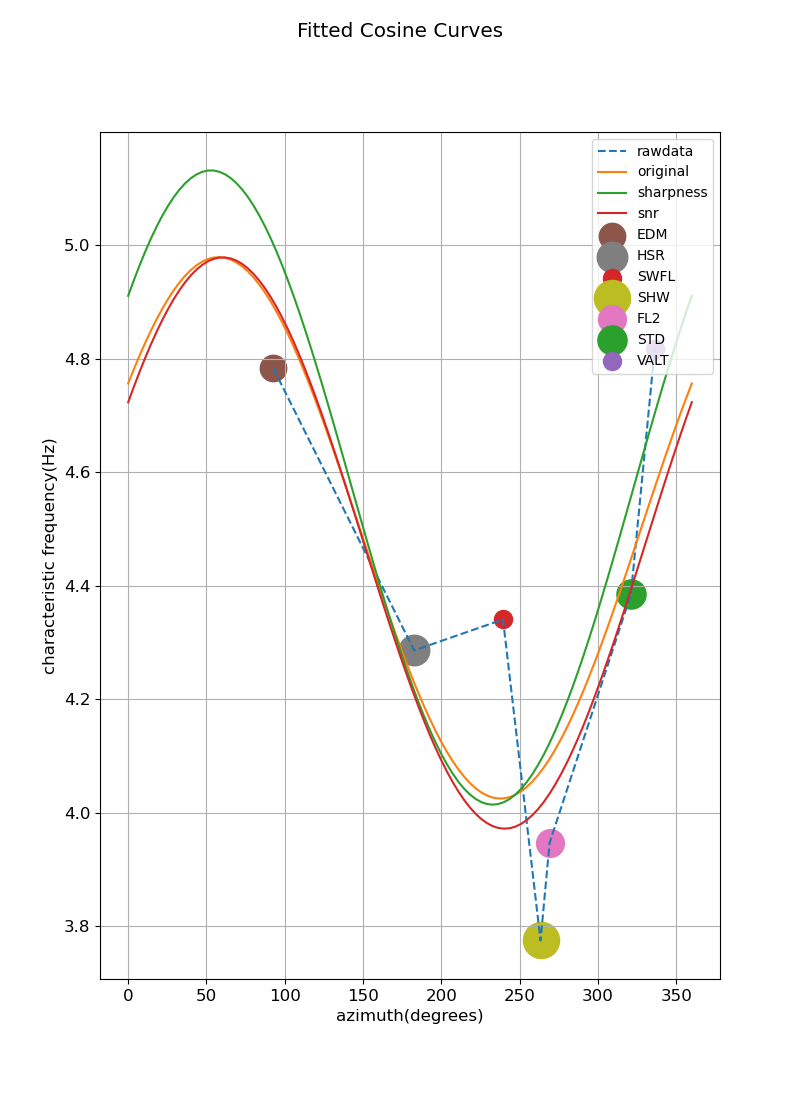 Fitted Cosine Curves
rawdata
original
sharpness
snr
EDM
HSR
SWFL
SHW
FL2
STD
VALT
characteristic frequency(Hz)
5.0
4.8
4.6
4.4
4.2
4.0
3.8
0 50 100 150 200 250 300 350
azimuth(degrees)